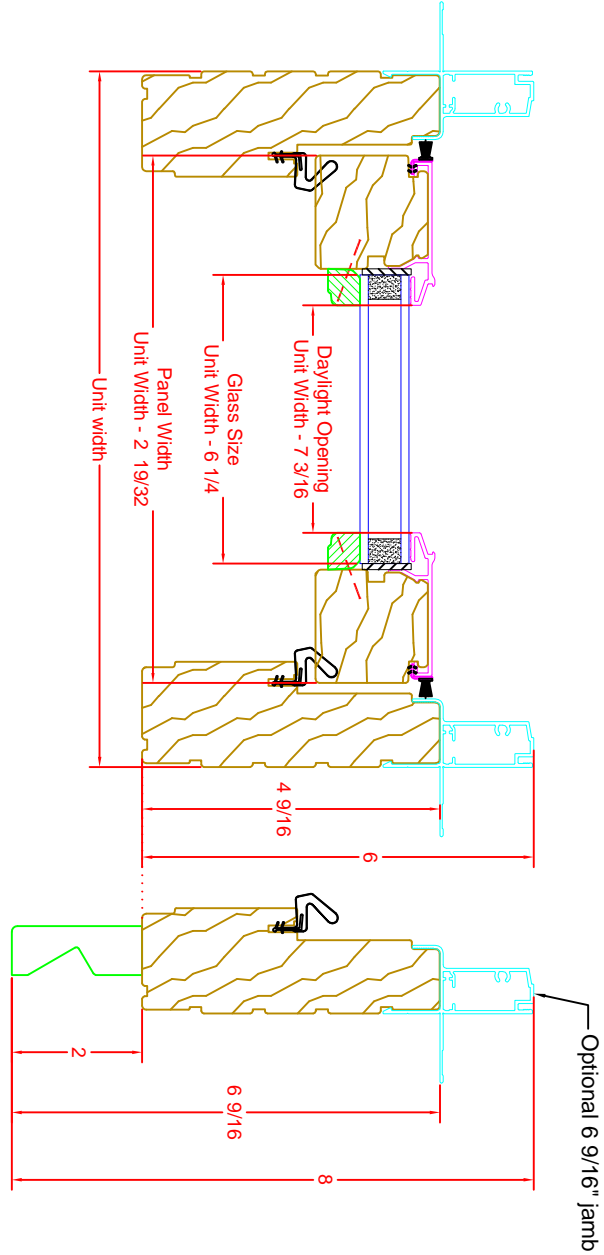 Daylight Opening
Unit Width - 7 3/16
Glass Size
Unit Width - 6 1/4
Panel Width
Unit Width - 2 19/32
Unit width
4 9/16
6
2
6 9/16
8
Optional 6 9/16" jamb